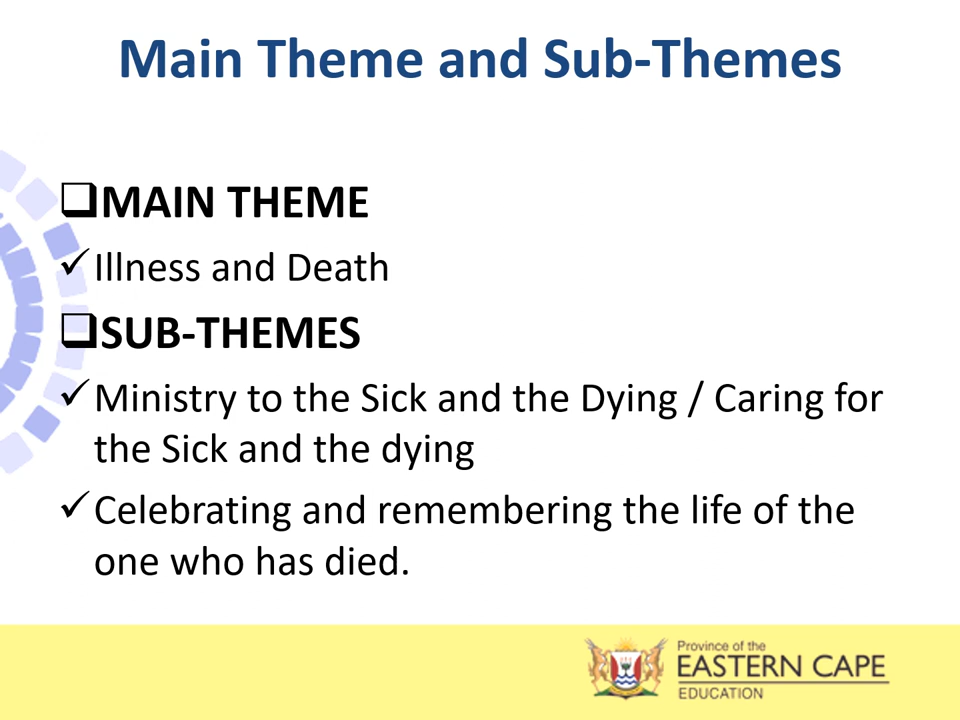 Main Theme and Sub-Themes
MAIN THEME
Illness and Death
SUB-THEMES
Ministry to the Sick and the Dying / Caring for
the Sick and the dying
Celebrating and remembering the life of the
one who has died.
Province of the
EASTERN CAPE
EDUCATION